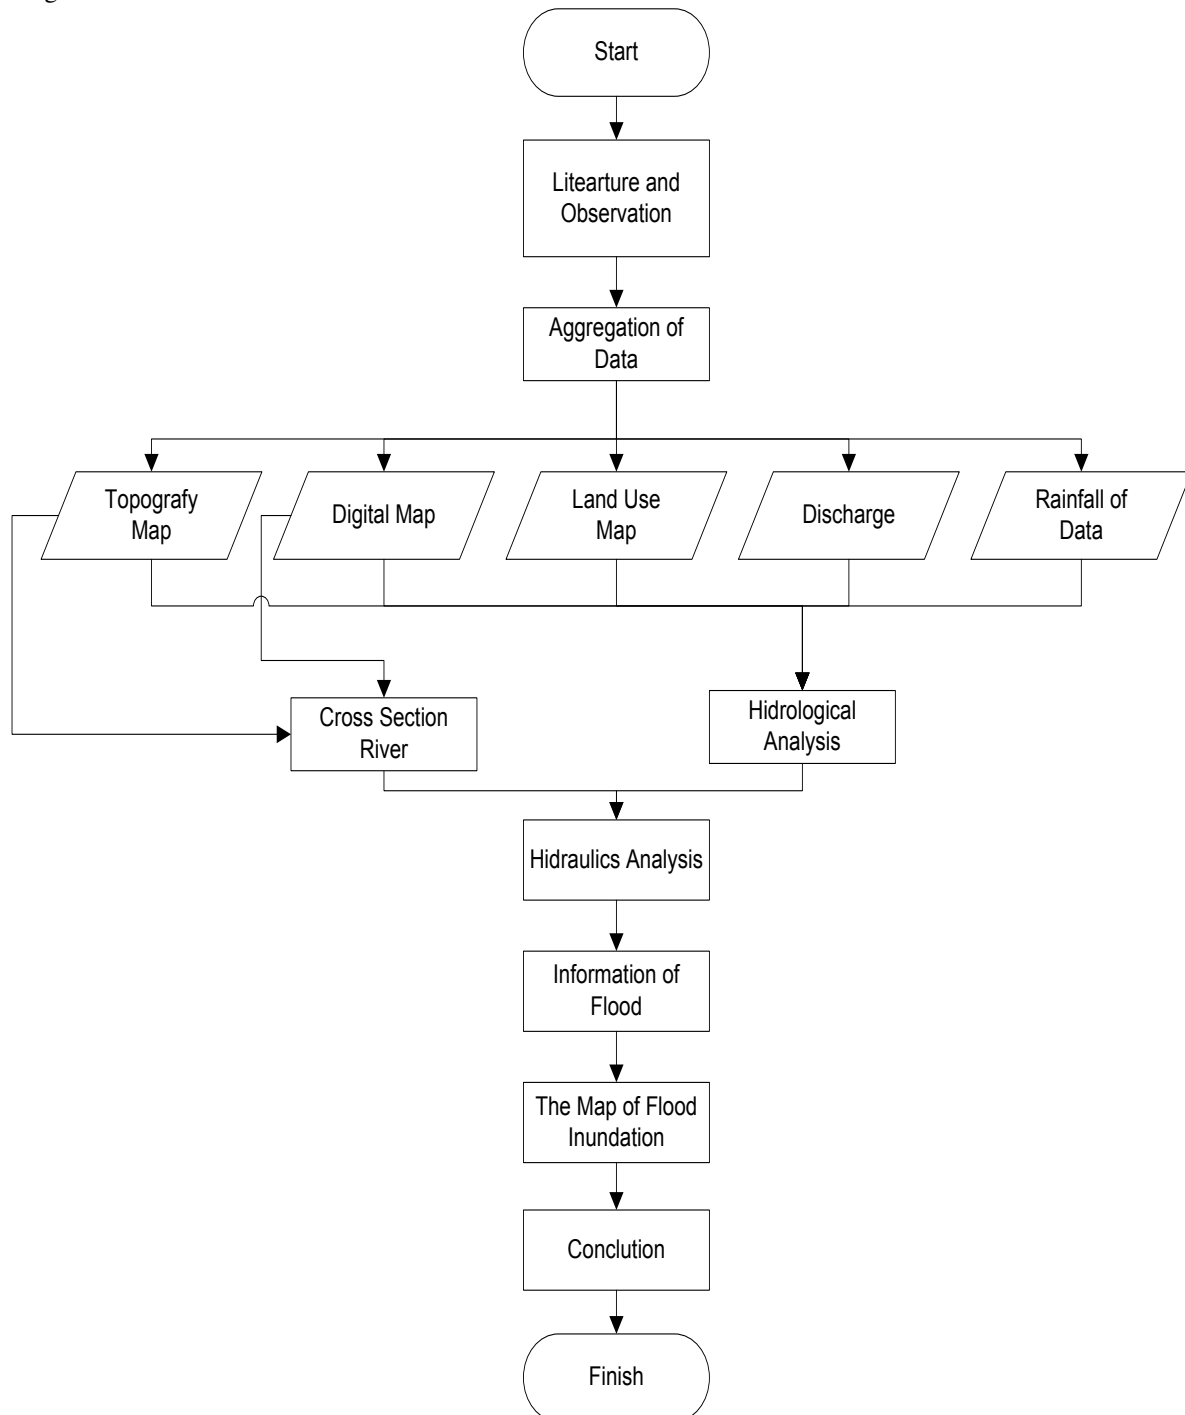 Start
Litearture and
Observation
Aggregation of
Data
Topografy
Map
Digital Map
Land Use
Map
Discharge
Rainfall of
Data
Cross Section
River
Hidrological
Analysis
Hidraulics Analysis
Information of
Flood
The Map of Flood
Inundation
Conclution
Finish